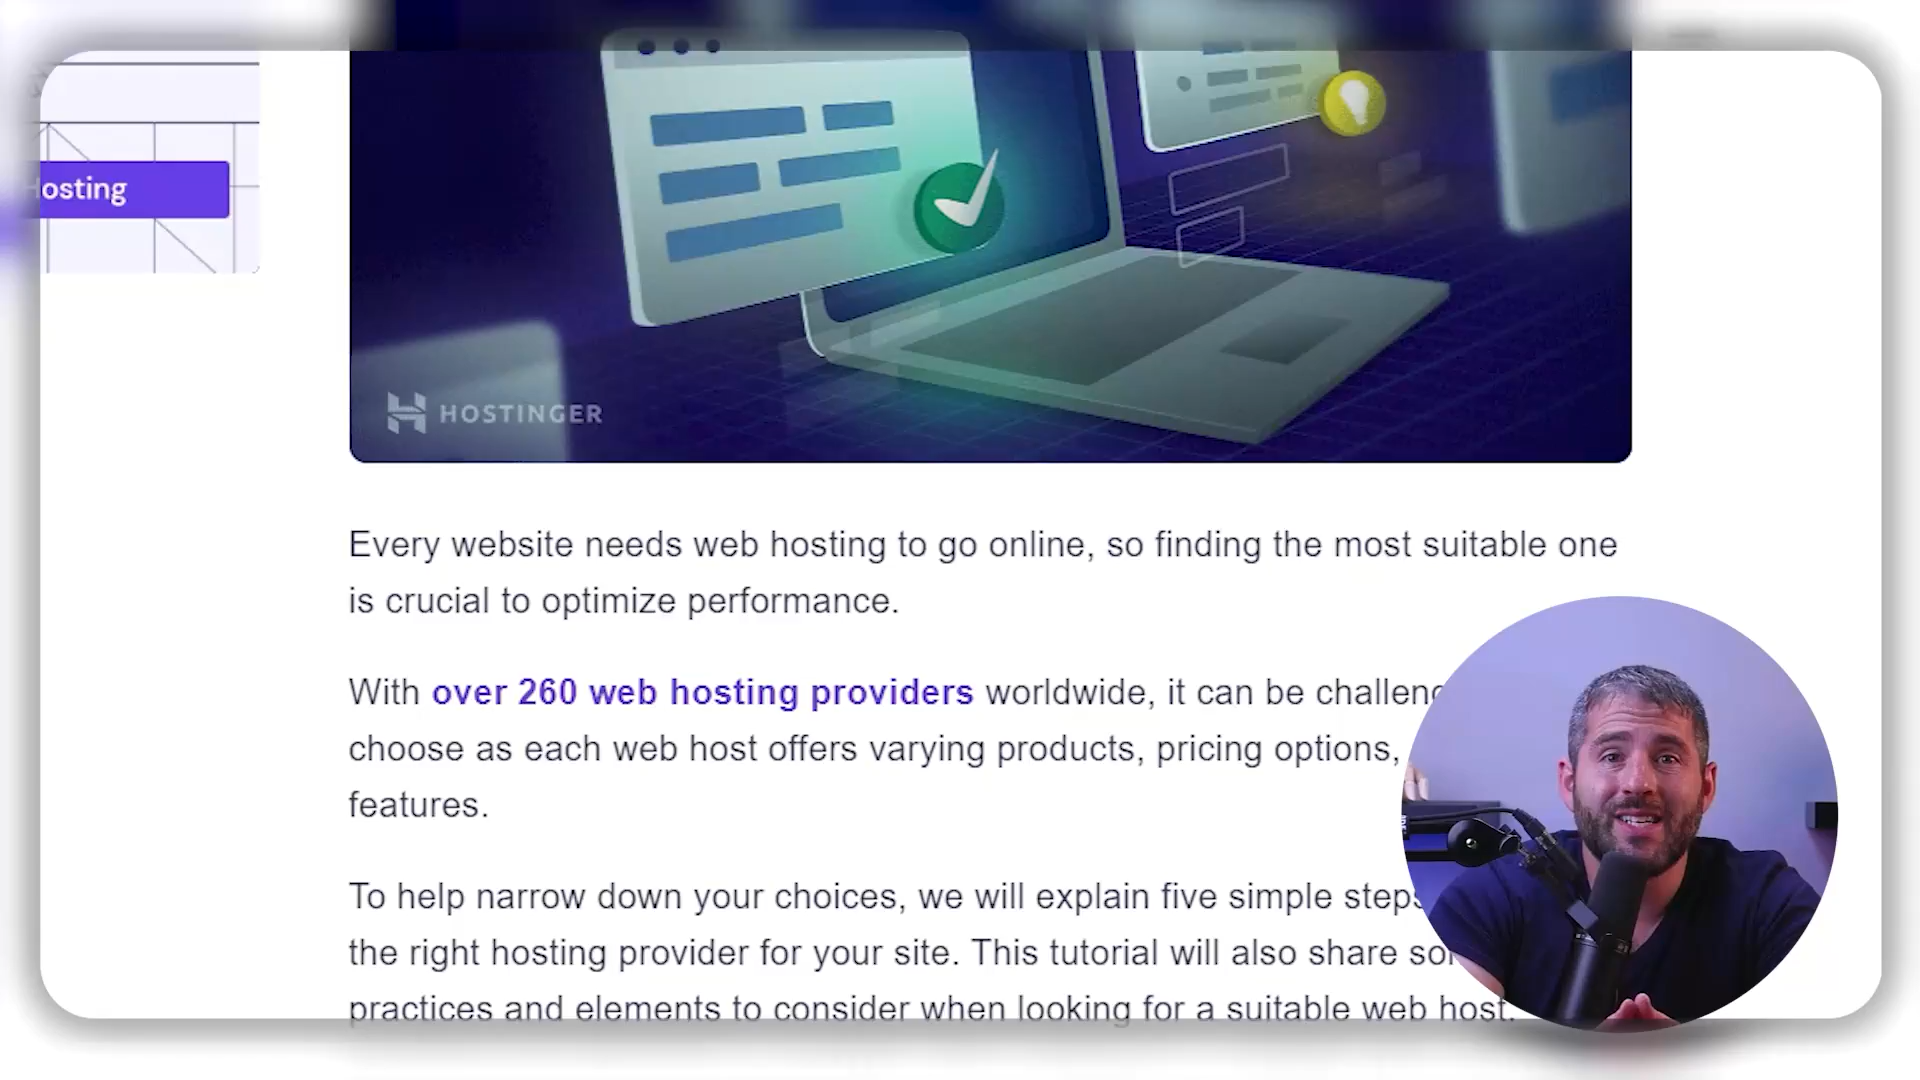 Hosting
HOSTINGER
Every website needs web hosting to go online, so finding the most suitable one
is crucial to optimize performance.
With over 260 web hosting providers worldwide, it can be
choose as each web host offers varying products, pricing options,
features.
To help narrow down your choices, we will explain five simple steps
the right hosting provider for your site. This tutorial will also share
practices and elements to consider when looking for a suitable web host.